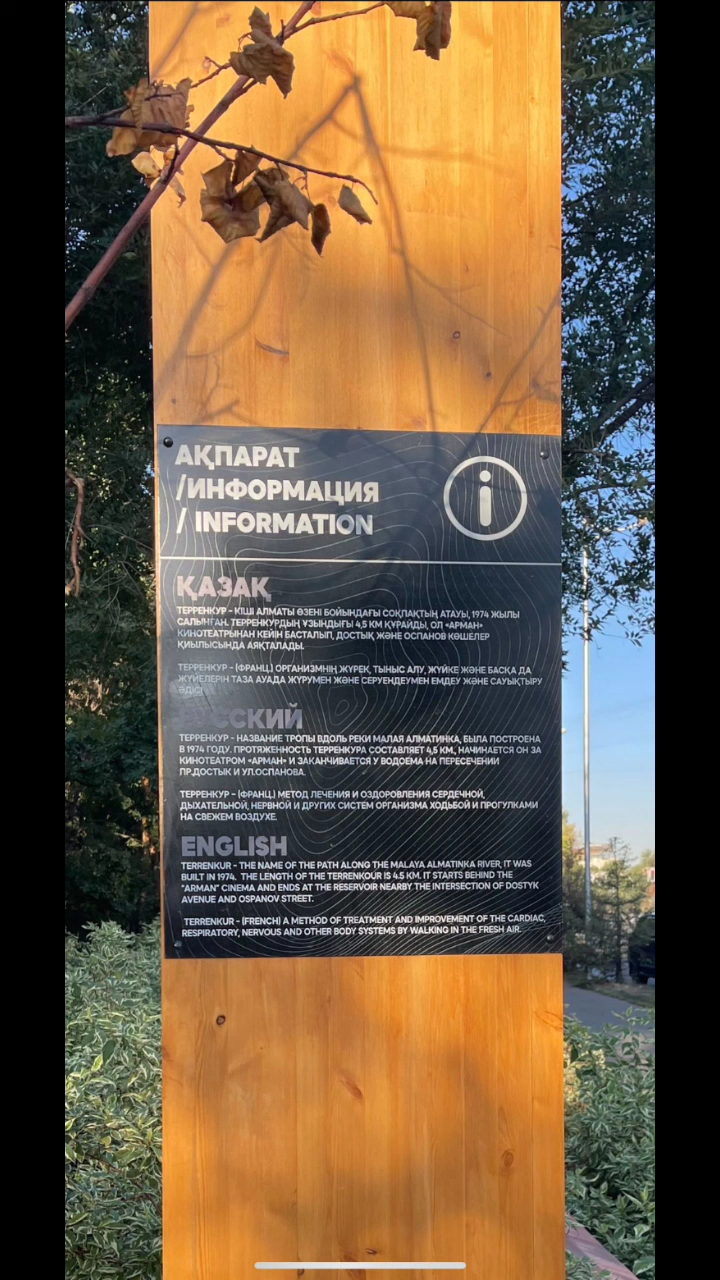 АҚПАРАТ
/ИНФОРМАЦИЯ
/ INFORMATION
ҚАЗАҚ
ТЕРРЕНКУР - КІШІ АЛМАТЫ ӨЗЕНІ БОЙЫНДАҒЫ СОҚПАҚТЫҢ АТАУЫ, 1974 ЖЫЛЫ
САЛЫНҒАН. ТЕРРЕНКУРДЫҢ ҰЗЫНДЫҒЫ 4,5 КМ ҚҰРАЙДЫ, ОЛ «АРМАН»
КИНОТЕАТРЫНАН КЕЙІН БАСТАЛЫП, ДОСТЫҚ ЖӘНЕ ОСПАНОВ КӨШЕЛЕР
ҚИЫЛЫСЫНДА АЯҚТАЛАДЫ.
ТЕРРЕНКУР - (ФРАНЦ.) ОРГАНИЗМНІҢ ЖҮРЕК, ТЫНЫС АЛУ, ЖҮЙКЕ ЖӘНЕ БАСҚА ДА
ЖҮЙЕЛЕРІН ТАЗА АУАДА ЖҮРУМЕН ЖӘНЕ СЕРУЕНДЕУМЕН ЕМДЕУ ЖӘНЕ САУЫҚТЫРУ
ӘДІСІ
РУССКИЙ
ТЕРРЕНКУР - НАЗВАНИЕ ТРОПЫ ВДОЛЬ РЕКИ МАЛАЯ АЛМАТИНКА, БЫЛА ПОСТРОЕНА
В 1974 ГОДУ. ПРОТЯЖЕННОСТЬ ТЕРРЕНКУРА СОСТАВЛЯЕТ 4,5 КМ, НАЧИНАЕТСЯ ОН ЗА
КИНОТЕАТРОМ «АРМАН» И ЗАКАНЧИВАЕТСЯ У ВОДОЕМА НА ПЕРЕСЕЧЕНИИ
ПР.ДОСТЫК И УЛ.ОСПАНОВА.
ТЕРРЕНКУР - (ФРАНЦ.) МЕТОД ЛЕЧЕНИЯ И ОЗДОРОВЛЕНИЯ СЕРДЕЧНОЙ,
ДЫХАТЕЛЬНОЙ, НЕРВНОЙ И ДРУГИХ СИСТЕМ ОРГАНИЗМА ХОДЬБОЙ И ПРОГУЛКАМИ
НА СВЕЖЕМ ВОЗДУХЕ.
ENGLISH
TERRENKUR - THE NAME OF THE PATH ALONG THE MALAYA ALMATINKA RIVER, IT WAS
BUILT IN 1974. THE LENGTH OF THE TERRENKOUR IS 4.5 KM. IT STARTS BEHIND THE
"ARMAN" CINEMA AND ENDS AT THE RESERVOIR NEARBY THE INTERSECTION OF DOSTYK
AVENUE AND OSPANOV STREET.
TERRENKUR - (FRENCH) A METHOD OF TREATMENT AND IMPROVEMENT OF THE CARDIAC,
RESPIRATORY, NERVOUS AND OTHER BODY SYSTEMS BY WALKING IN THE FRESH AIR.